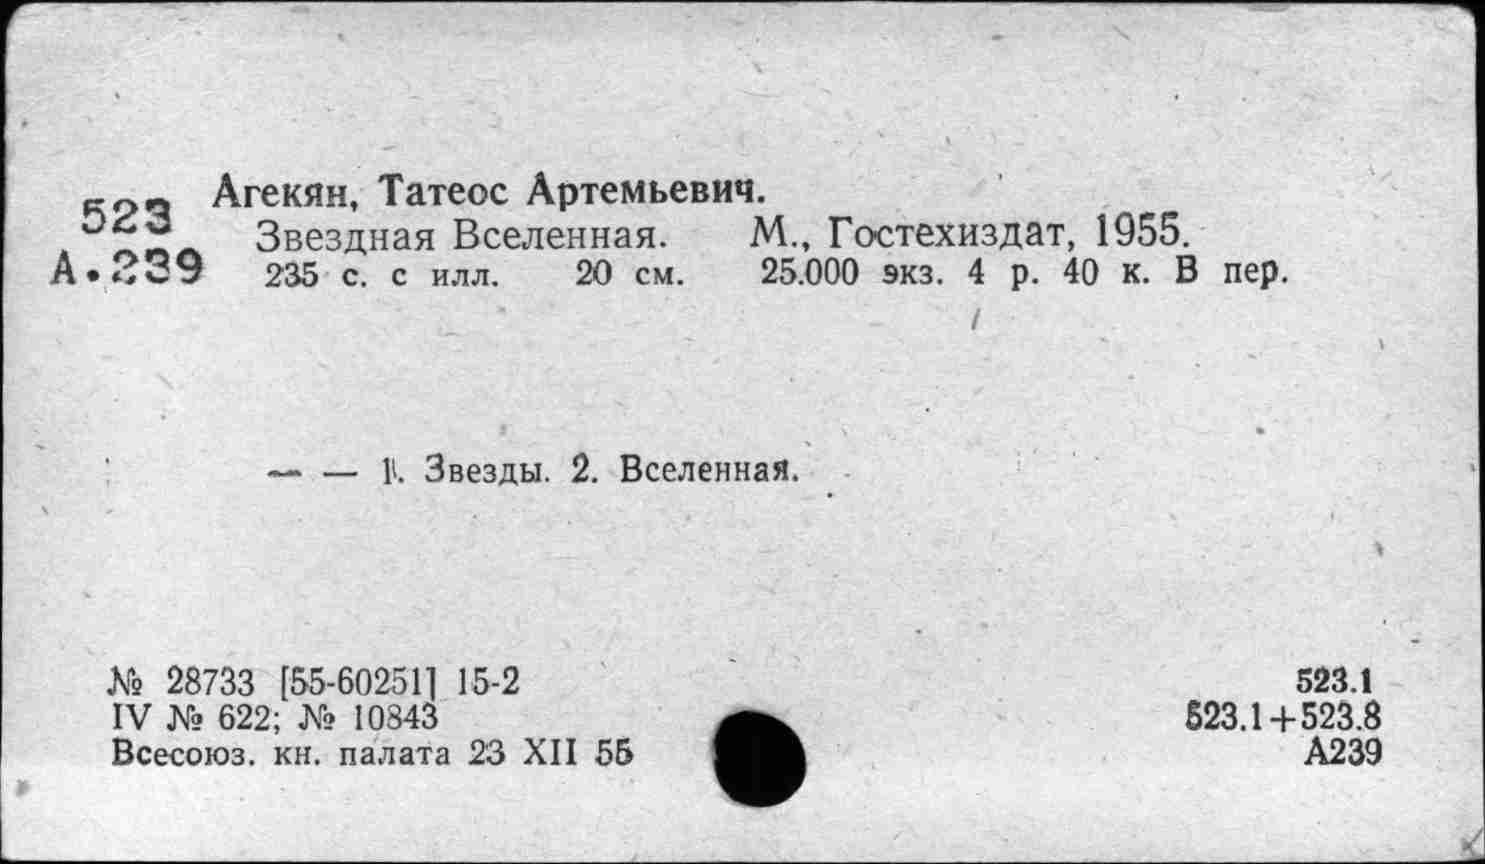 523 Агекян, Татеос Артемьевич.
Звездная Вселенная. М., Гостехиздат, 1955.
А.239 235 с. с илл. 20 см. 25.000 экз. 4 р. 40 к. В пер.
— — 1. Звезды. 2. Вселенная.
№ 28733 [55-60251] 15-2
IV № 622; № 10843
Всесоюз. кн. палата 23 XII 55
523.1
523.1+523.8
А239